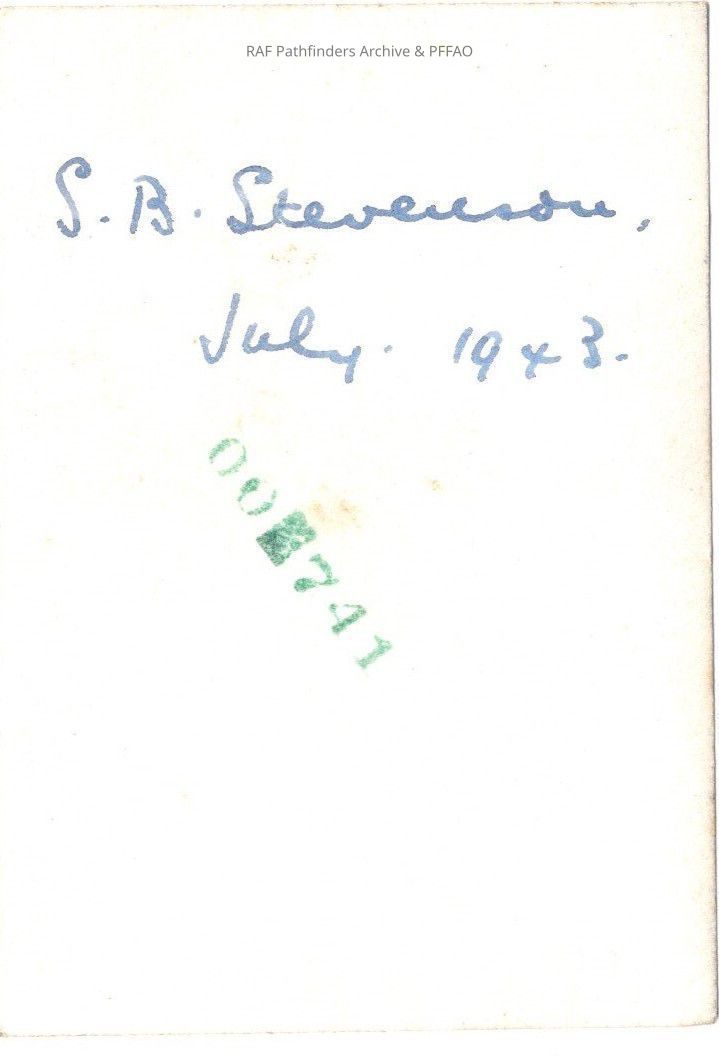 RAF Pathfinders Archive & PFFAO
S. B. Stevenson,
July. 1943.